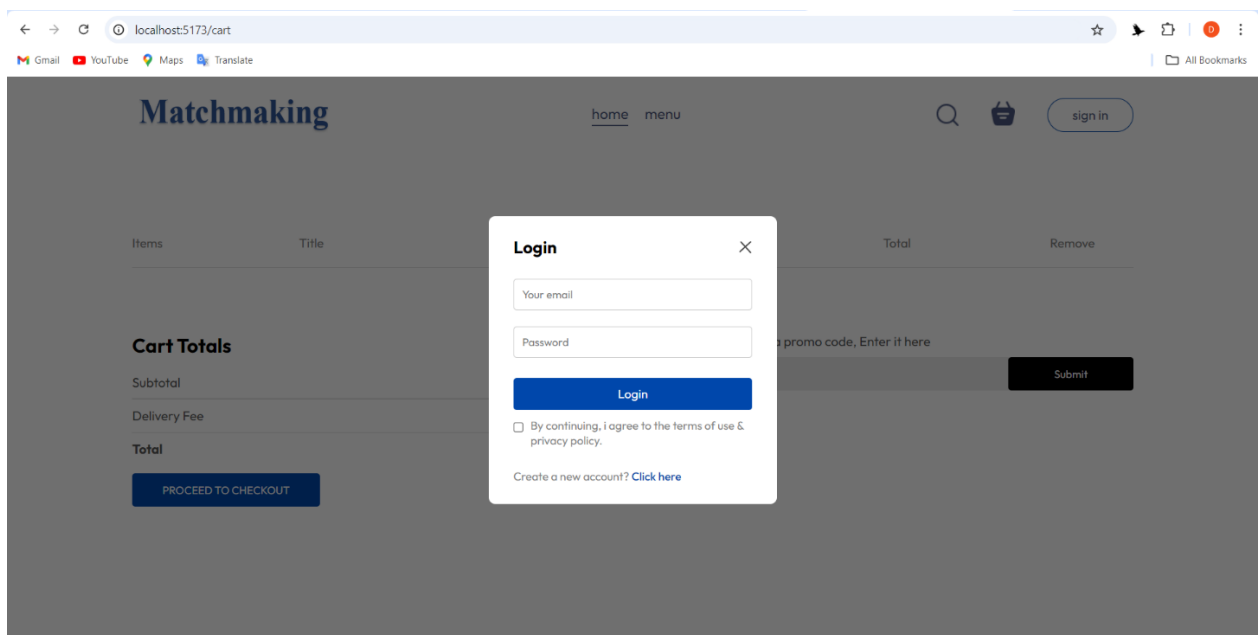 localhost:5173/cart
D
Gmail YouTube Maps Translate All Bookmarks
Matchmaking home menu sign in
Items Title Total Remove
Login
Your email
Password
Login
By continuing, i agree to the terms of use &
privacy policy.
Create a new account? Click here
Cart Totals
Subtotal
Delivery Fee
Total
PROCEED TO CHECKOUT
promo code, Enter it here
Submit